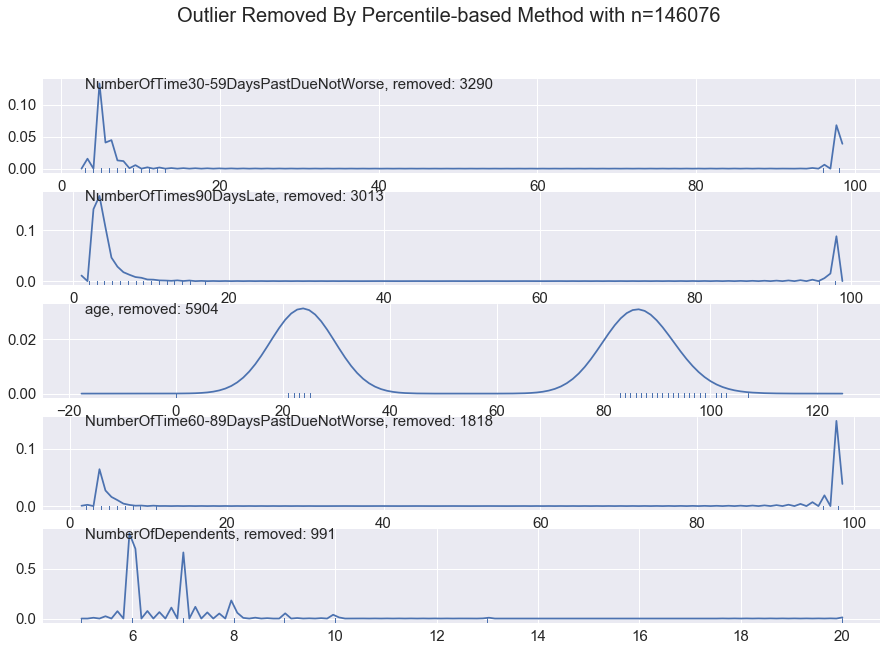 Outlier Removed By Percentile-based Method with n=146076
NumberOfTime30-59DaysPastDueNotWorse, removed: 3290
0.10
0.05
0.00
0 20 40 60 80 100
NumberOfTimes90DaysLate, removed: 3013
0.1
0.0
0 20 40 60 80 100
age, removed: 5904
0.02
0.00
−20 0 20 40 60 80 100 120
NumberOfTime60-89DaysPastDueNotWorse, removed: 1818
0.1
0.0
0 20 40 60 80 100
NumberOfDependents, removed: 991
0.5
0.0
6 8 10 12 14 16 18 20